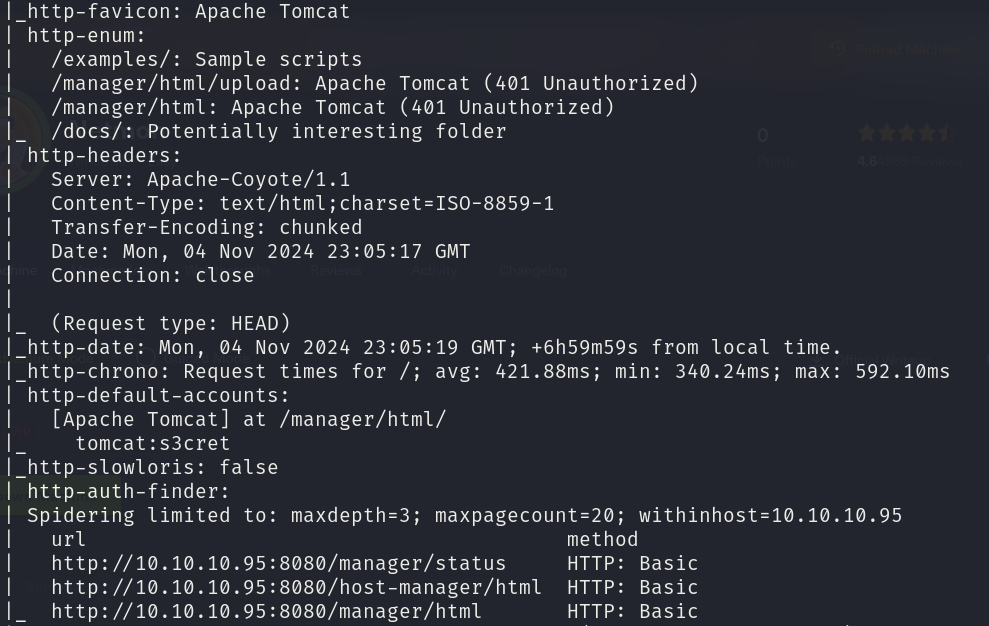 |_http-favicon: Apache Tomcat
| http-enum:
|   /examples/: Sample scripts
|   /manager/html/upload: Apache Tomcat (401 Unauthorized)
|   /manager/html: Apache Tomcat (401 Unauthorized)
|_  /docs/: Potentially interesting folder
| http-headers:
|   Server: Apache-Coyote/1.1
|   Content-Type: text/html;charset=ISO-8859-1
|   Transfer-Encoding: chunked
|   Date: Mon, 04 Nov 2024 23:05:17 GMT
|   Connection: close
|
|_  (Request type: HEAD)
|_http-date: Mon, 04 Nov 2024 23:05:19 GMT; +6h59m59s from local time.
|_http-chrono: Request times for /; avg: 421.88ms; min: 340.24ms; max: 592.10ms
| http-default-accounts:
|   [Apache Tomcat] at /manager/html/
|_    tomcat:s3cret
|_http-slowloris: false
| http-auth-finder:
| Spidering limited to: maxdepth=3; maxpagecount=20; withinhost=10.10.10.95
|   url                                     method
|   http://10.10.10.95:8080/manager/status     HTTP: Basic
|   http://10.10.10.95:8080/host-manager/html  HTTP: Basic
|_  http://10.10.10.95:8080/manager/html       HTTP: Basic
0
Points
4.6
Reviews
Activity
Changelog